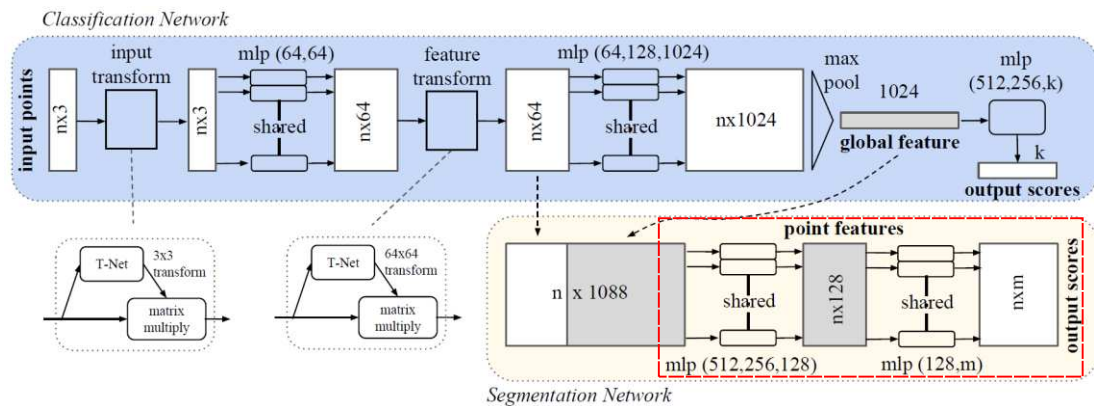 Classification Network
input points
nx3
input
transform
nx3
mlp (64,64)
shared
nx64
feature
transform
nx64
mlp (64,128,1024)
shared
nx1024
max
pool
1024
global feature
mlp
(512,256,k)
k
output scores
T-Net
3x3
transform
matrix
multiply
T-Net
64x64
transform
matrix
multiply
n x 1088
point features
shared
mlp (512,256,128)
nx128
shared
mlp (128,m)
nxm
output scores
Segmentation Network